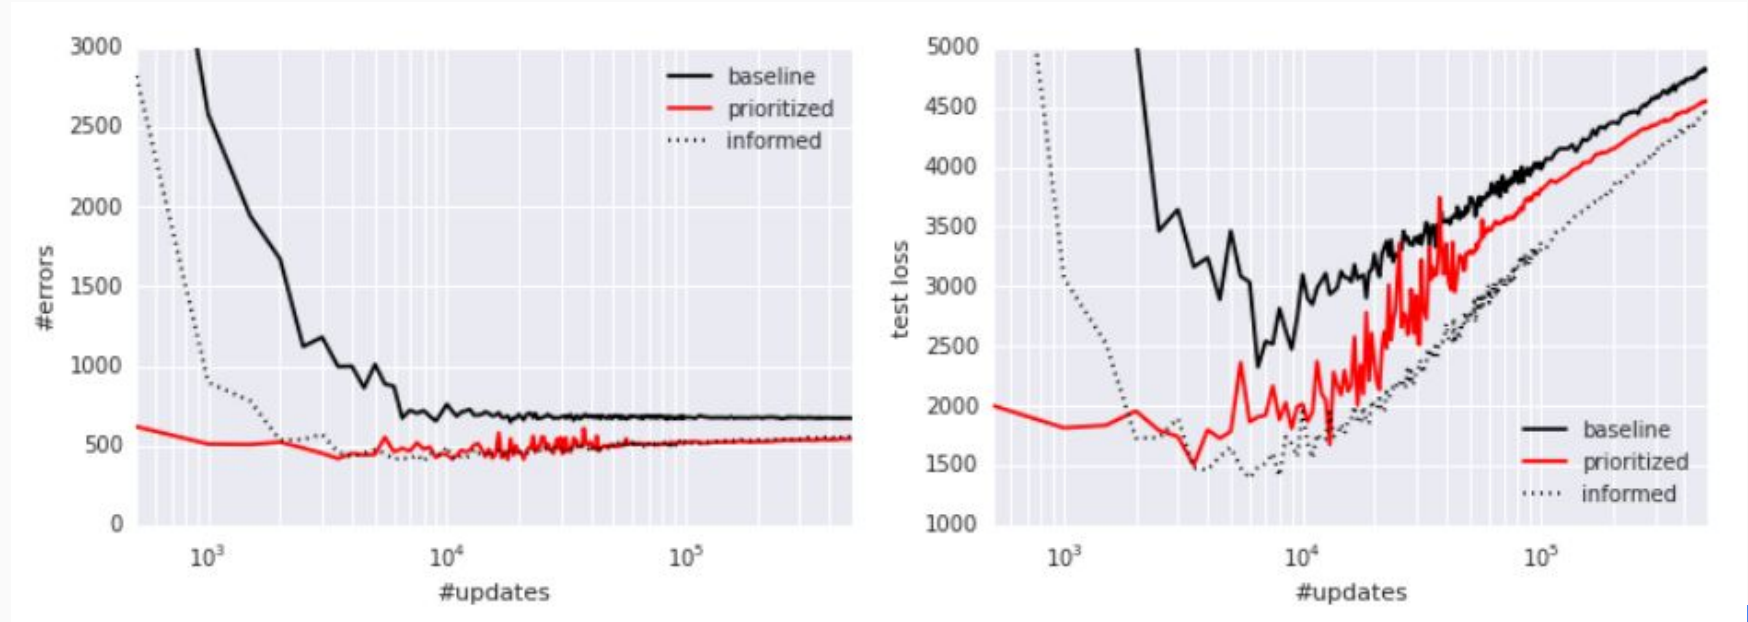 3000
2500
2000
1500
1000
500
0
#errors
baseline
prioritized
informed
10³
10⁴
10⁵
#updates
5000
4500
4000
3500
3000
2500
2000
1500
1000
test loss
baseline
prioritized
informed
10³
10⁴
10⁵
#updates